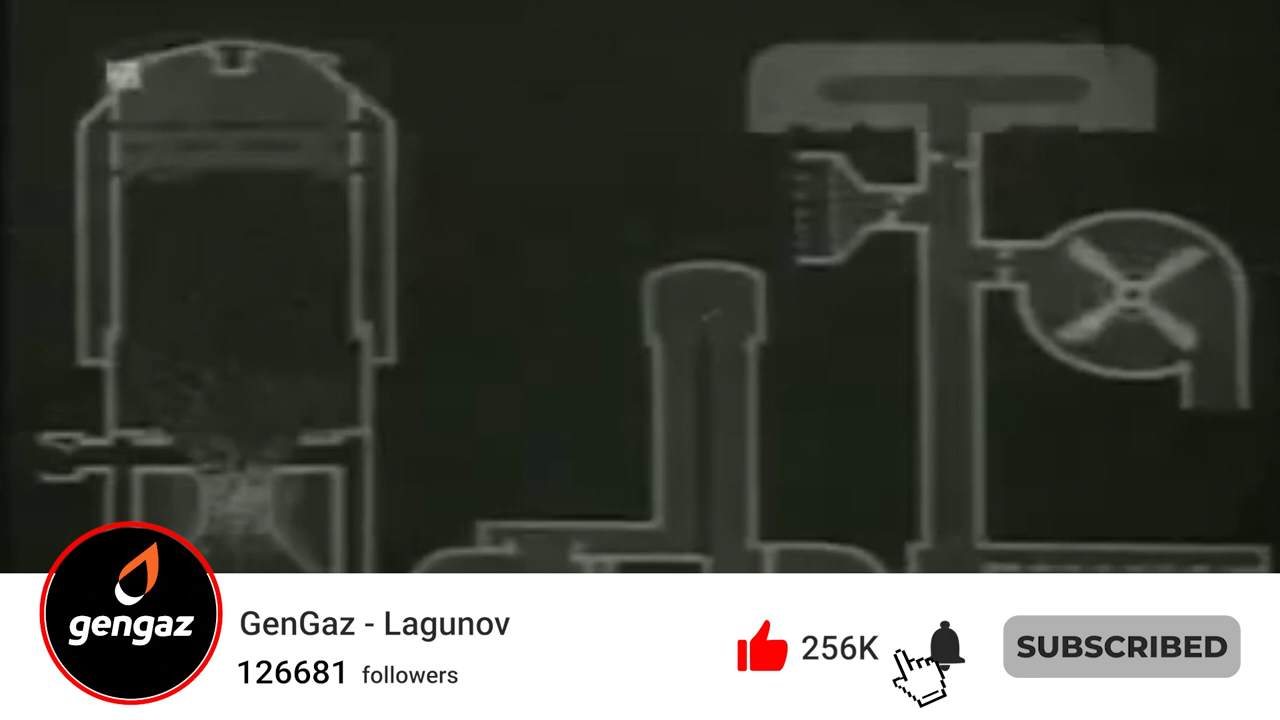 gengaz
GenGaz - Lagunov
126681 followers
256K
SUBSCRIBED